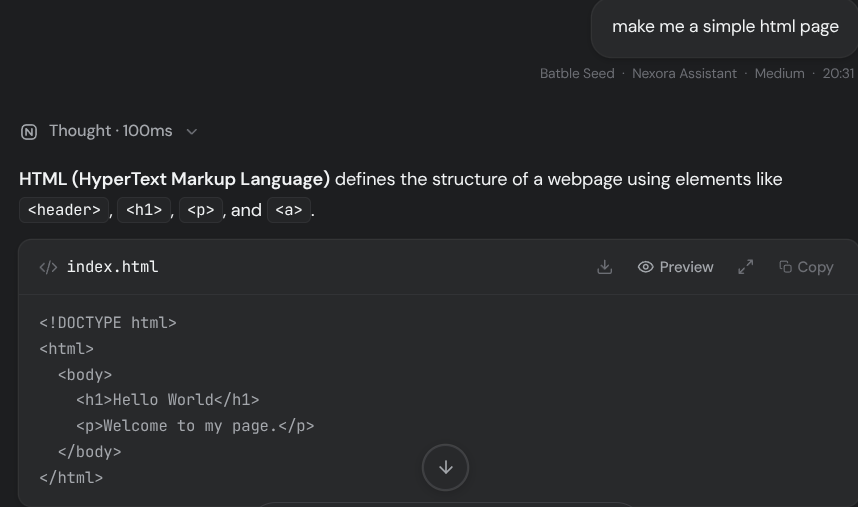 make me a simple html page
Batble Seed · Nexora Assistant · Medium · 20:31
Thought · 100ms
HTML (HyperText Markup Language) defines the structure of a webpage using elements like
<header>, <h1>, <p>, and <a>.
</> index.html Preview Copy
<!DOCTYPE html>
<html>
  <body>
    <h1>Hello World</h1>
    <p>Welcome to my page.</p>
  </body>
</html>